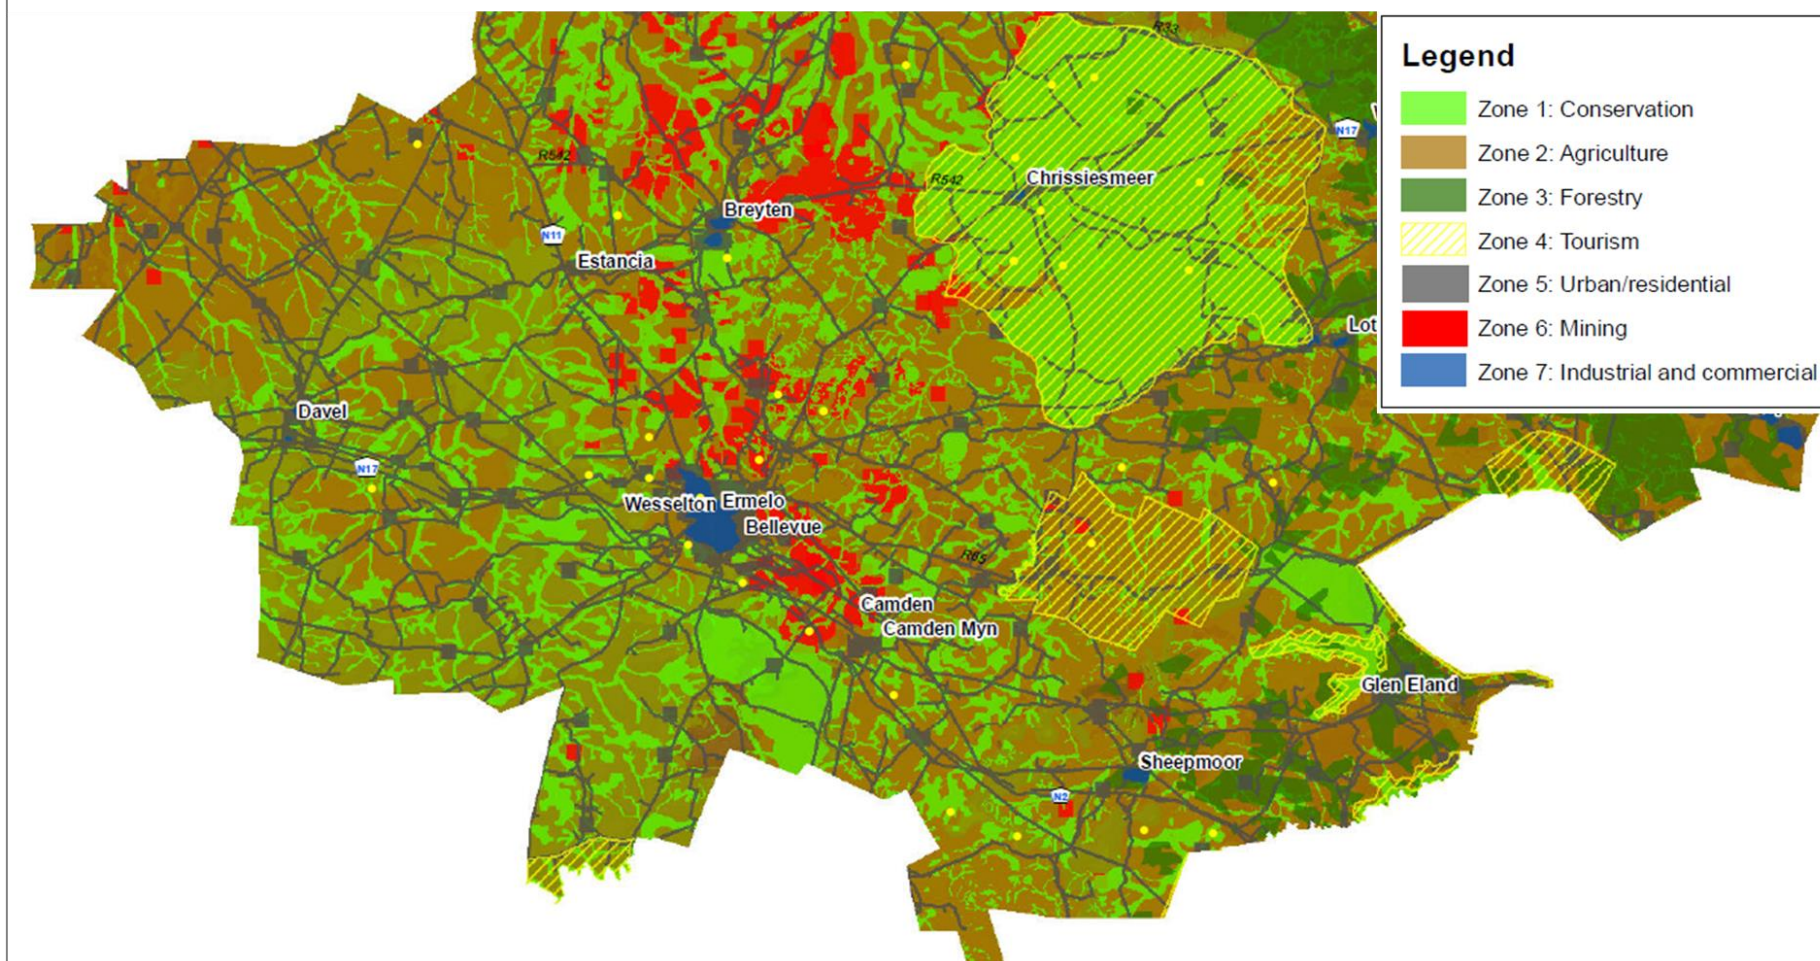 R33
Legend
Zone 1: Conservation
Zone 2: Agriculture
Zone 3: Forestry
Zone 4: Tourism
Zone 5: Urban/residential
Zone 6: Mining
Zone 7: Industrial and commercial
N17
R542
R542
Chrissiesmeer
Breyten
N11
Estancia
Lot
Davel
N17
Wesselton
Ermelo
Bellevue
R65
Camden
Camden Myn
Glen Eland
Sheepmoor
N2